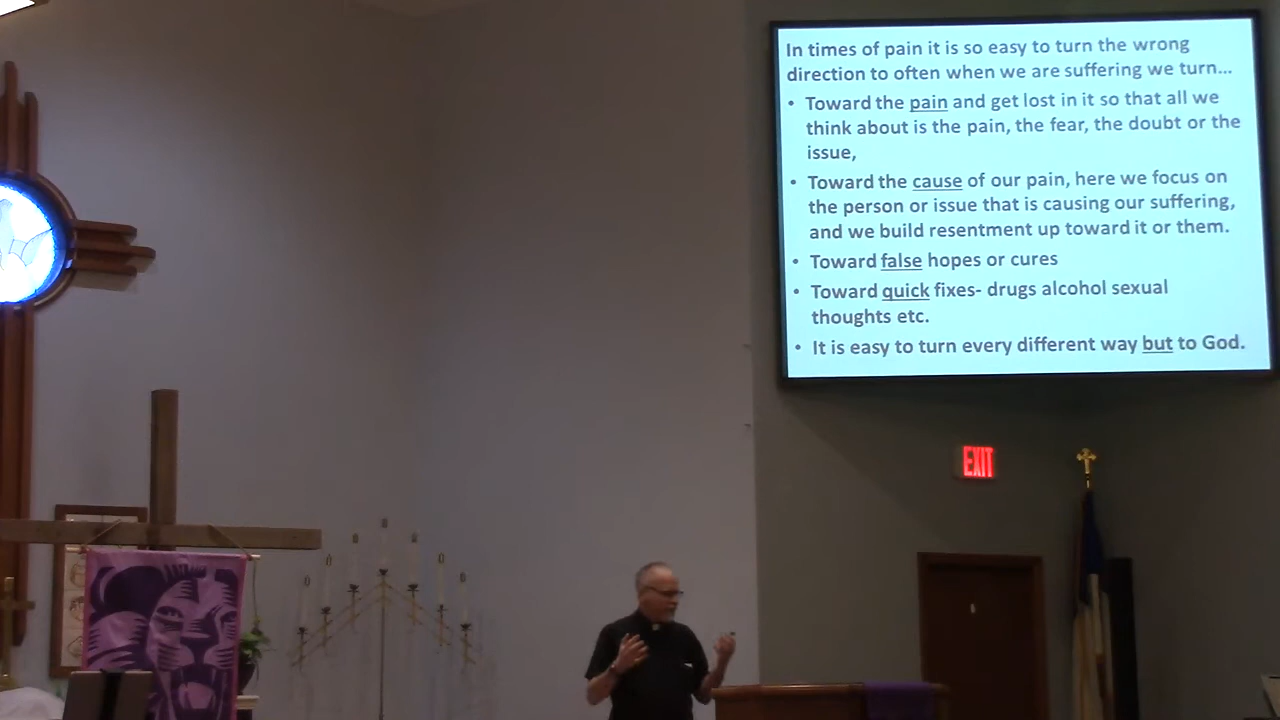 In times of pain it is so easy to turn the wrong
direction to often when we are suffering we turn...
• Toward the pain and get lost in it so that all we
think about is the pain, the fear, the doubt or the
issue,
• Toward the cause of our pain, here we focus on
the person or issue that is causing our suffering,
and we build resentment up toward it or them.
• Toward false hopes or cures
• Toward quick fixes- drugs alcohol sexual
thoughts etc.
• It is easy to turn every different way but to God.
EXIT